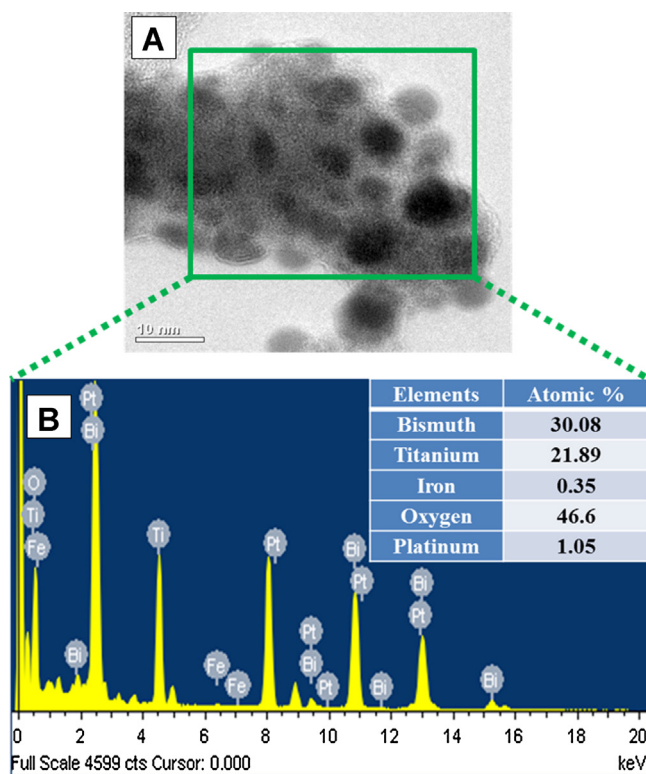 A
10 nm
B
Elements Atomic %
Bismuth 30.08
Titanium 21.89
Iron 0.35
Oxygen 46.6
Platinum 1.05
Pt
Bi
O
Ti
Fe
Bi
Ti
Fe
Fe
Pt
Pt
Bi
Pt
Bi
Pt
Bi
Bi
Pt
Bi
0 2 4 6 8 10 12 14 16 18 20
Full Scale 4599 cts Cursor: 0.000 keV